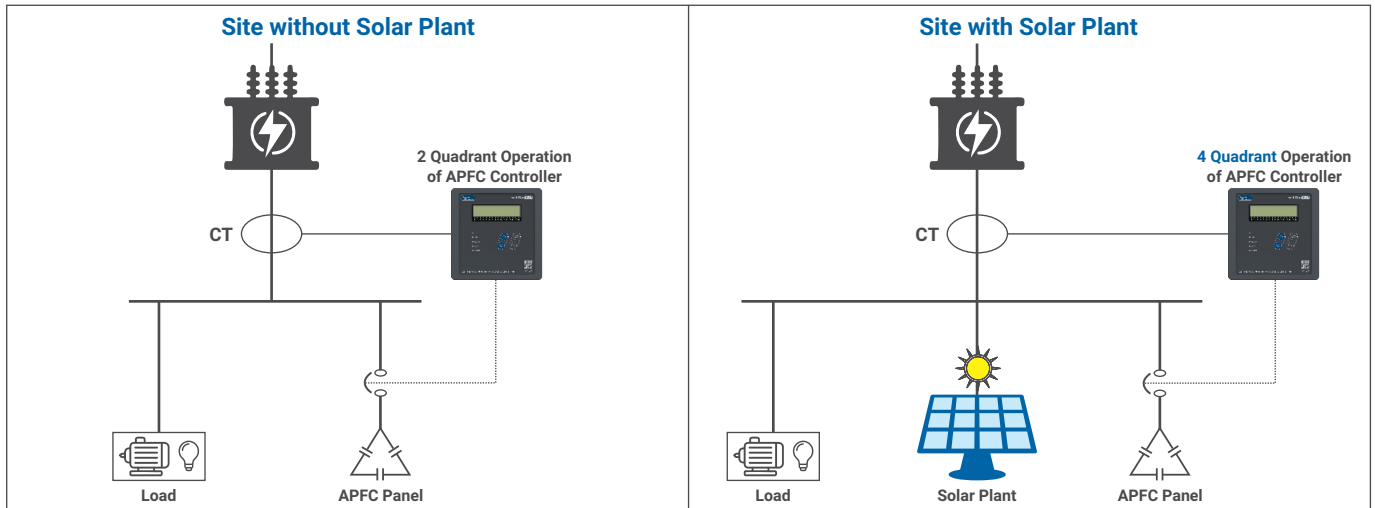 Site without Solar Plant
2 Quadrant Operation
of APFC Controller
CT
Load
APFC Panel
Site with Solar Plant
4 Quadrant Operation
of APFC Controller
CT
Load
Solar Plant
APFC Panel